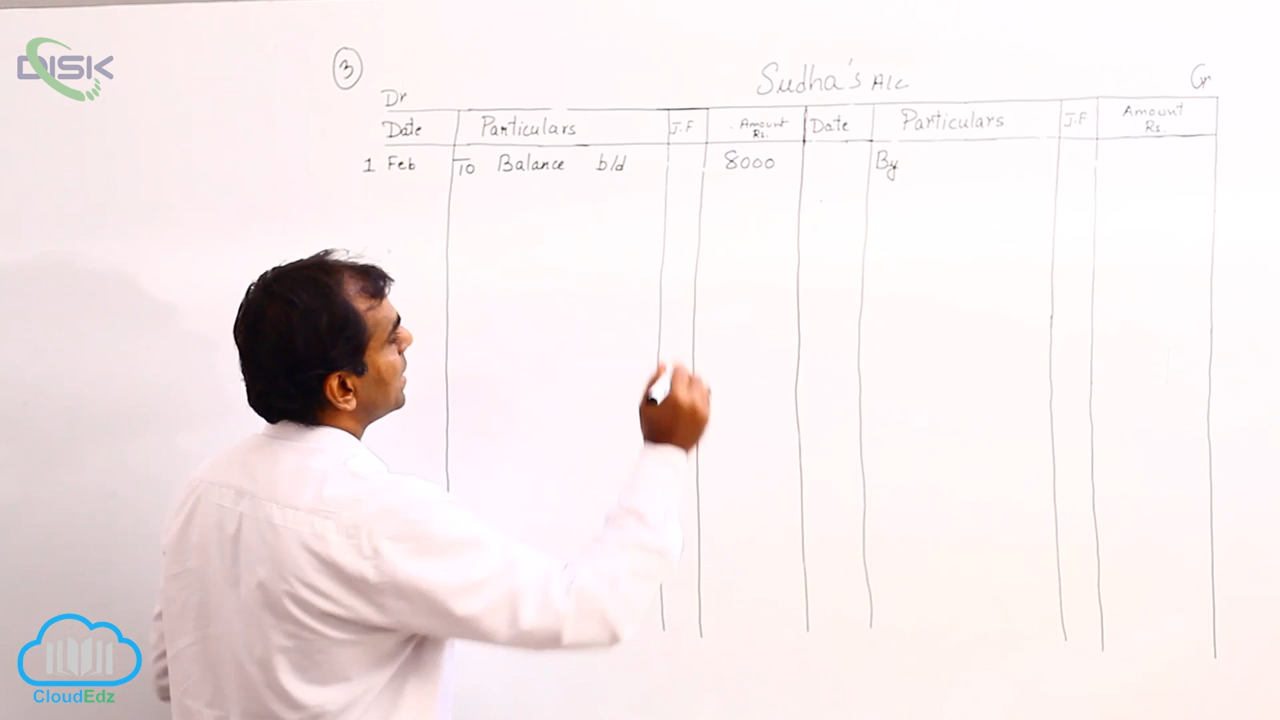 DISK
3
Sudha's A/c
Dr
Cr
Date Particulars J.F Amount Rs. Date Particulars J.F Amount Rs.
1 Feb To Balance b/d 8000 By
CloudEdz